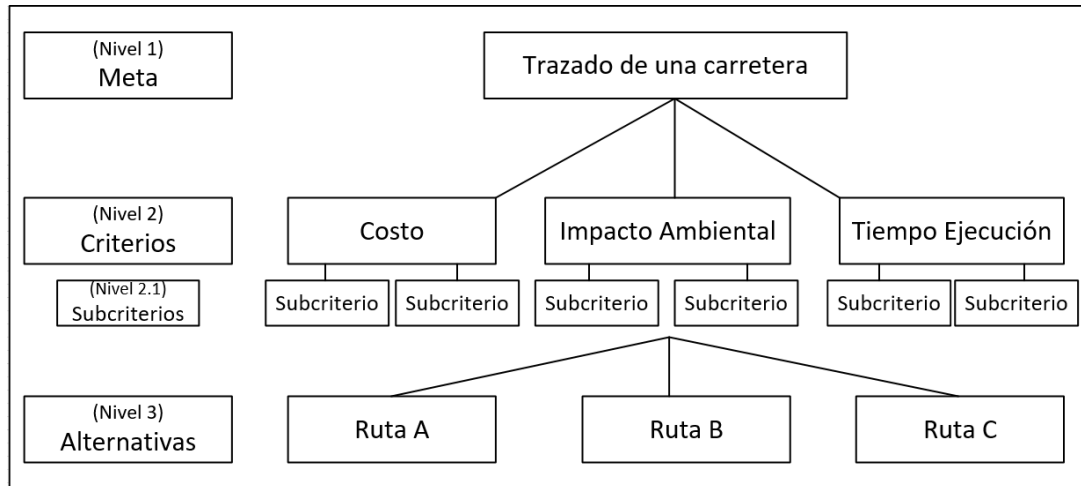 (Nivel 1)
Meta
Trazado de una carretera
(Nivel 2)
Criterios
Costo
Impacto Ambiental
Tiempo Ejecución
(Nivel 2.1)
Subcriterios
Subcriterio
Subcriterio
Subcriterio
Subcriterio
Subcriterio
Subcriterio
(Nivel 3)
Alternativas
Ruta A
Ruta B
Ruta C